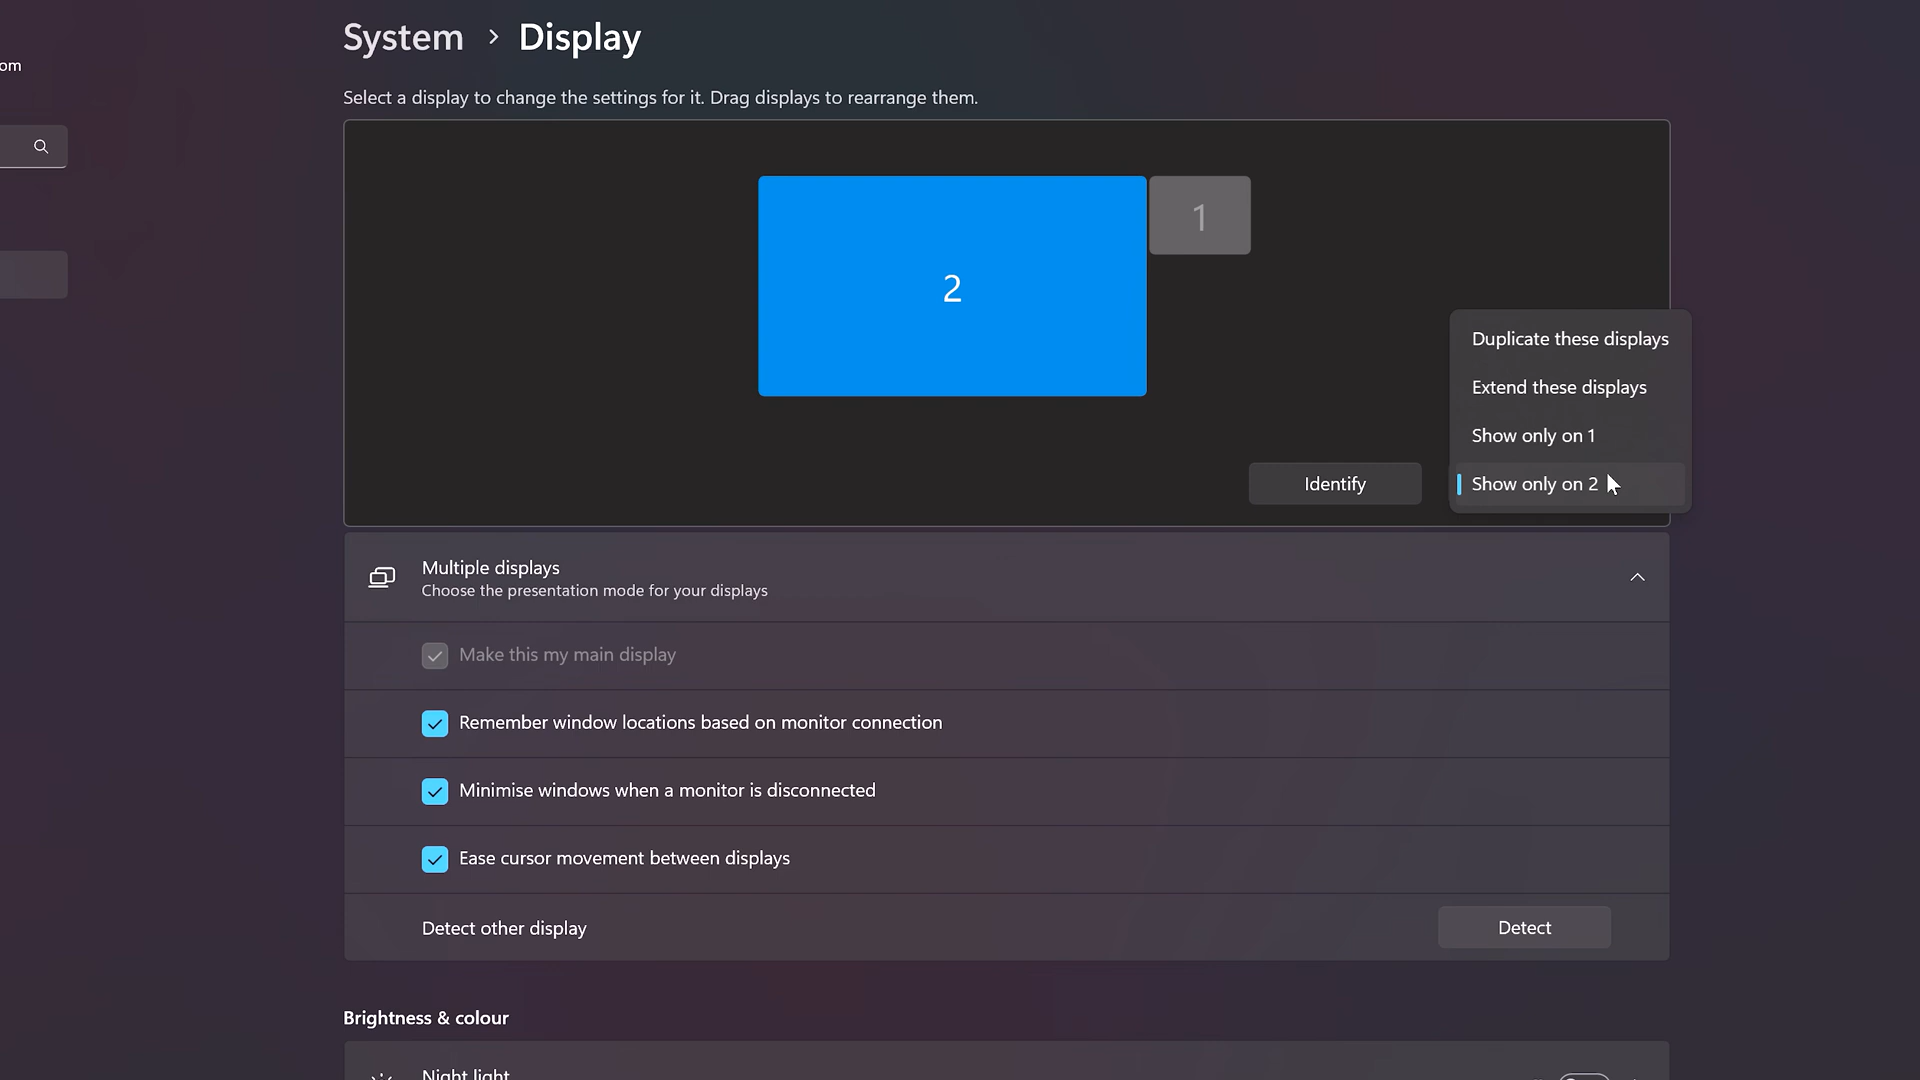 System > Display
om
Select a display to change the settings for it. Drag displays to rearrange them.
2
1
Duplicate these displays
Extend these displays
Show only on 1
Show only on 2
Identify
Multiple displays
Choose the presentation mode for your displays
Make this my main display
Remember window locations based on monitor connection
Minimise windows when a monitor is disconnected
Ease cursor movement between displays
Detect other display
Detect
Brightness & colour
Night light